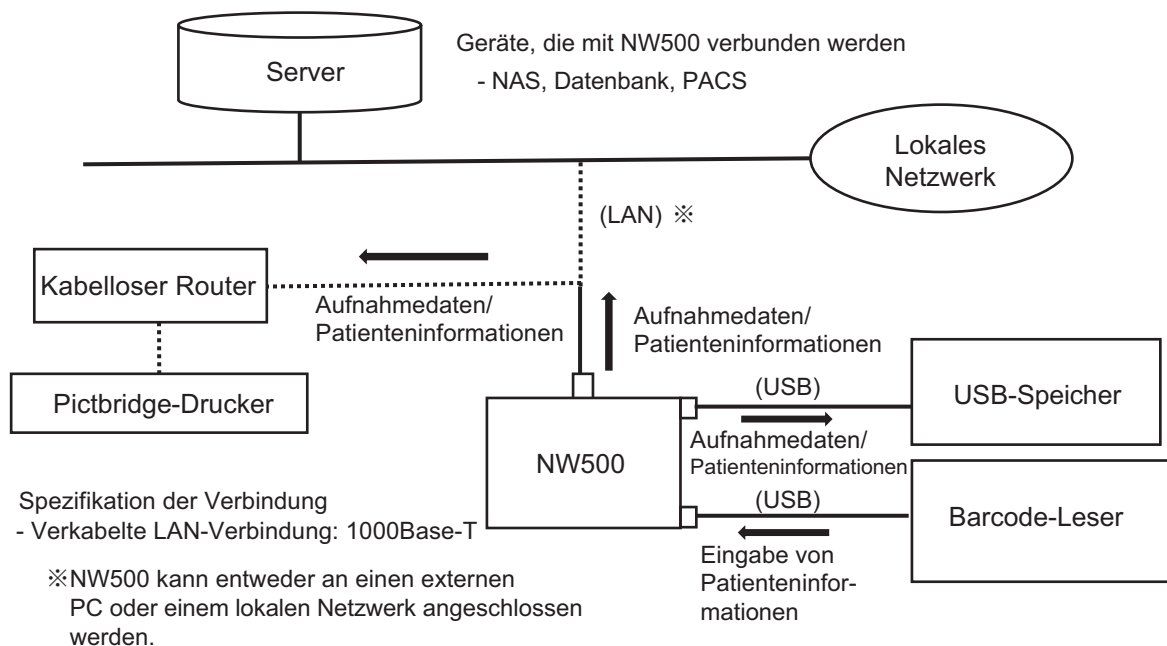 Server
Geräte, die mit NW500 verbunden werden
- NAS, Datenbank, PACS
Lokales
Netzwerk
(LAN) ※
Kabelloser Router
Aufnahmedaten/
Patienteninformationen
Aufnahmedaten/
Patienteninformationen
Pictbridge-Drucker
(USB)
USB-Speicher
NW500
Aufnahmedaten/
Patienteninformationen
(USB)
Barcode-Leser
Eingabe von
Patienteninfor-
mationen
Spezifikation der Verbindung
- Verkabelte LAN-Verbindung: 1000Base-T
※NW500 kann entweder an einen externen
PC oder einem lokalen Netzwerk angeschlossen
werden.